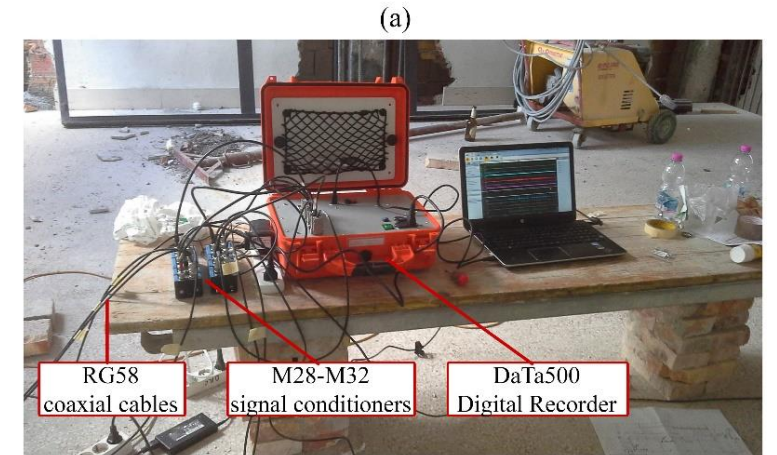 (a)
RG58
coaxial cables
M28-M32
signal conditioners
DaTa500
Digital Recorder